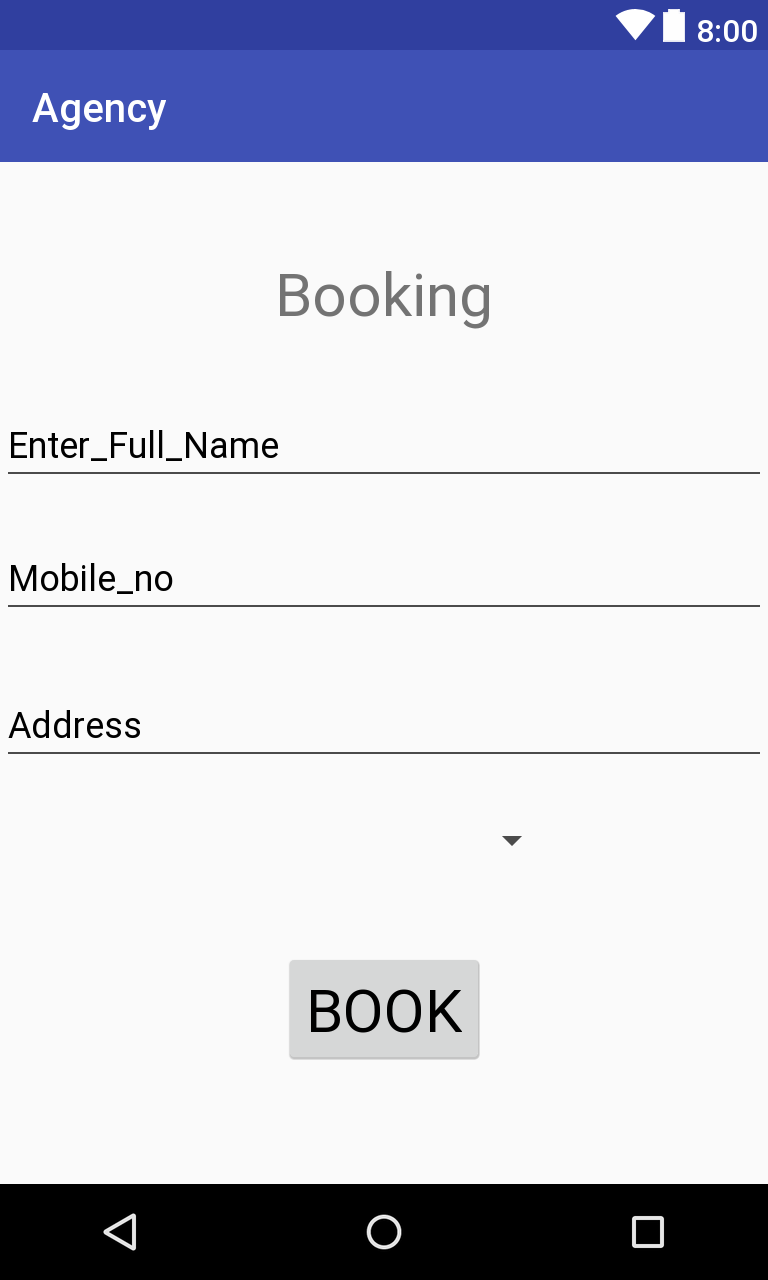 8:00
Agency
Booking
Enter_Full_Name
Mobile_no
Address
BOOK